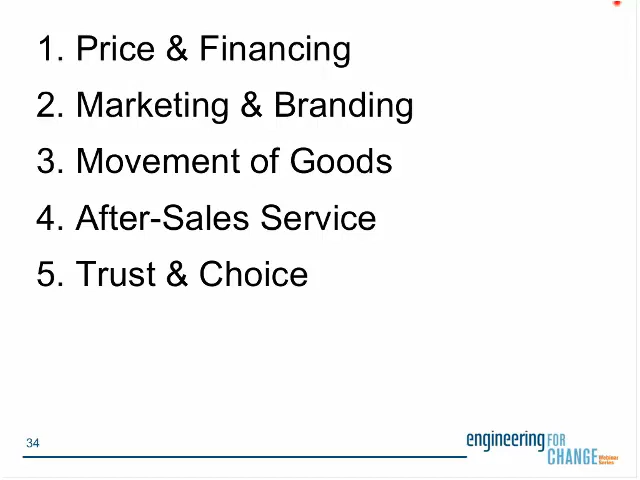 1. Price & Financing
2. Marketing & Branding
3. Movement of Goods
4. After-Sales Service
5. Trust & Choice
34
engineering FOR
CHANGE Webinar
Series